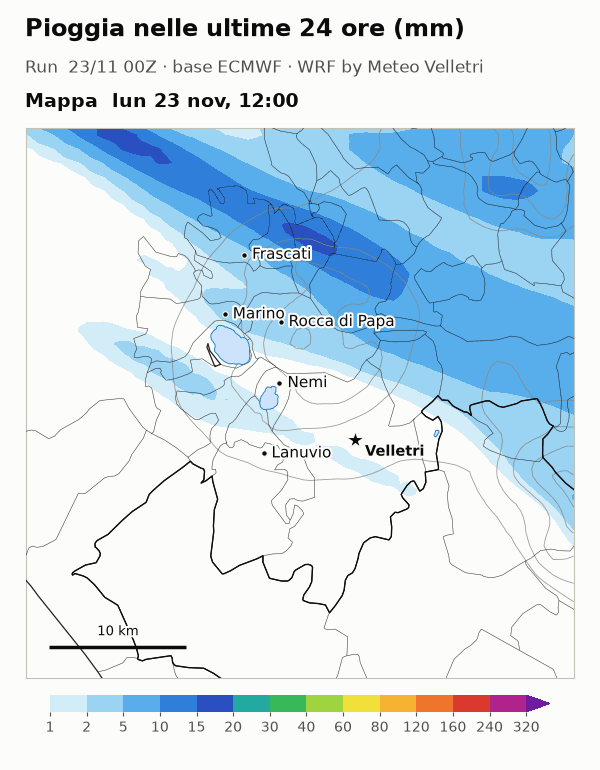 Pioggia nelle ultime 24 ore (mm)
Run 23/11 00Z · base ECMWF · WRF by Meteo Velletri
Mappa lun 23 nov, 12:00
Frascati
Marino
Rocca di Papa
Nemi
Velletri
Lanuvio
10 km
1 2 5 10 15 20 30 40 60 80 120 160 240 320